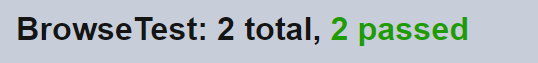 BrowseTest: 2 total, 2 passed